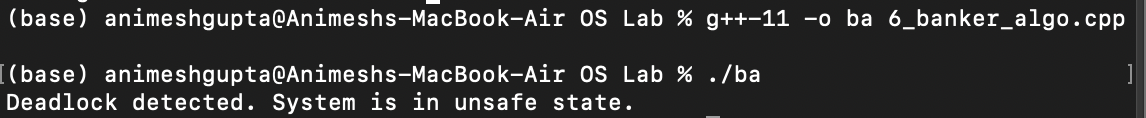 (base) animeshgupta@Animeshs-MacBook-Air OS Lab % g++-11 -o ba 6_banker_algo.cpp
[(base) animeshgupta@Animeshs-MacBook-Air OS Lab % ./ba ]
Deadlock detected. System is in unsafe state.